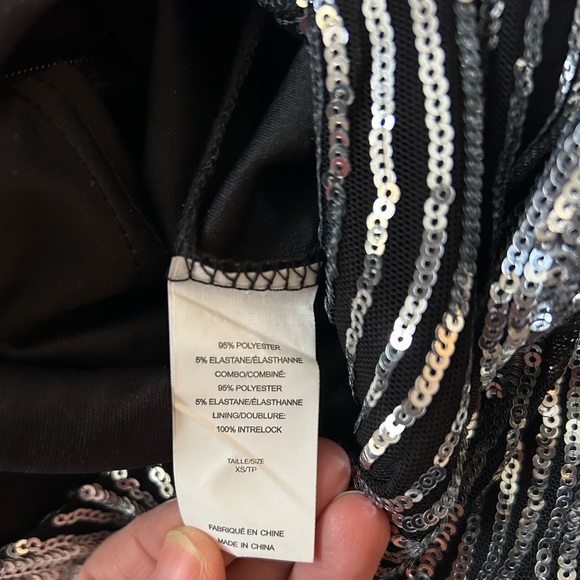 95% POLYESTER
5% ELASTANE/ÉLASTHANNE
COMBO/COMBINÉ:
95% POLYESTER
5% ELASTANE/ÉLASTHANNE
LINING/DOUBLURE:
100% INTRELOCK
TAILLE/SIZE
XS/TP
FABRIQUÉ EN CHINE
MADE IN CHINA